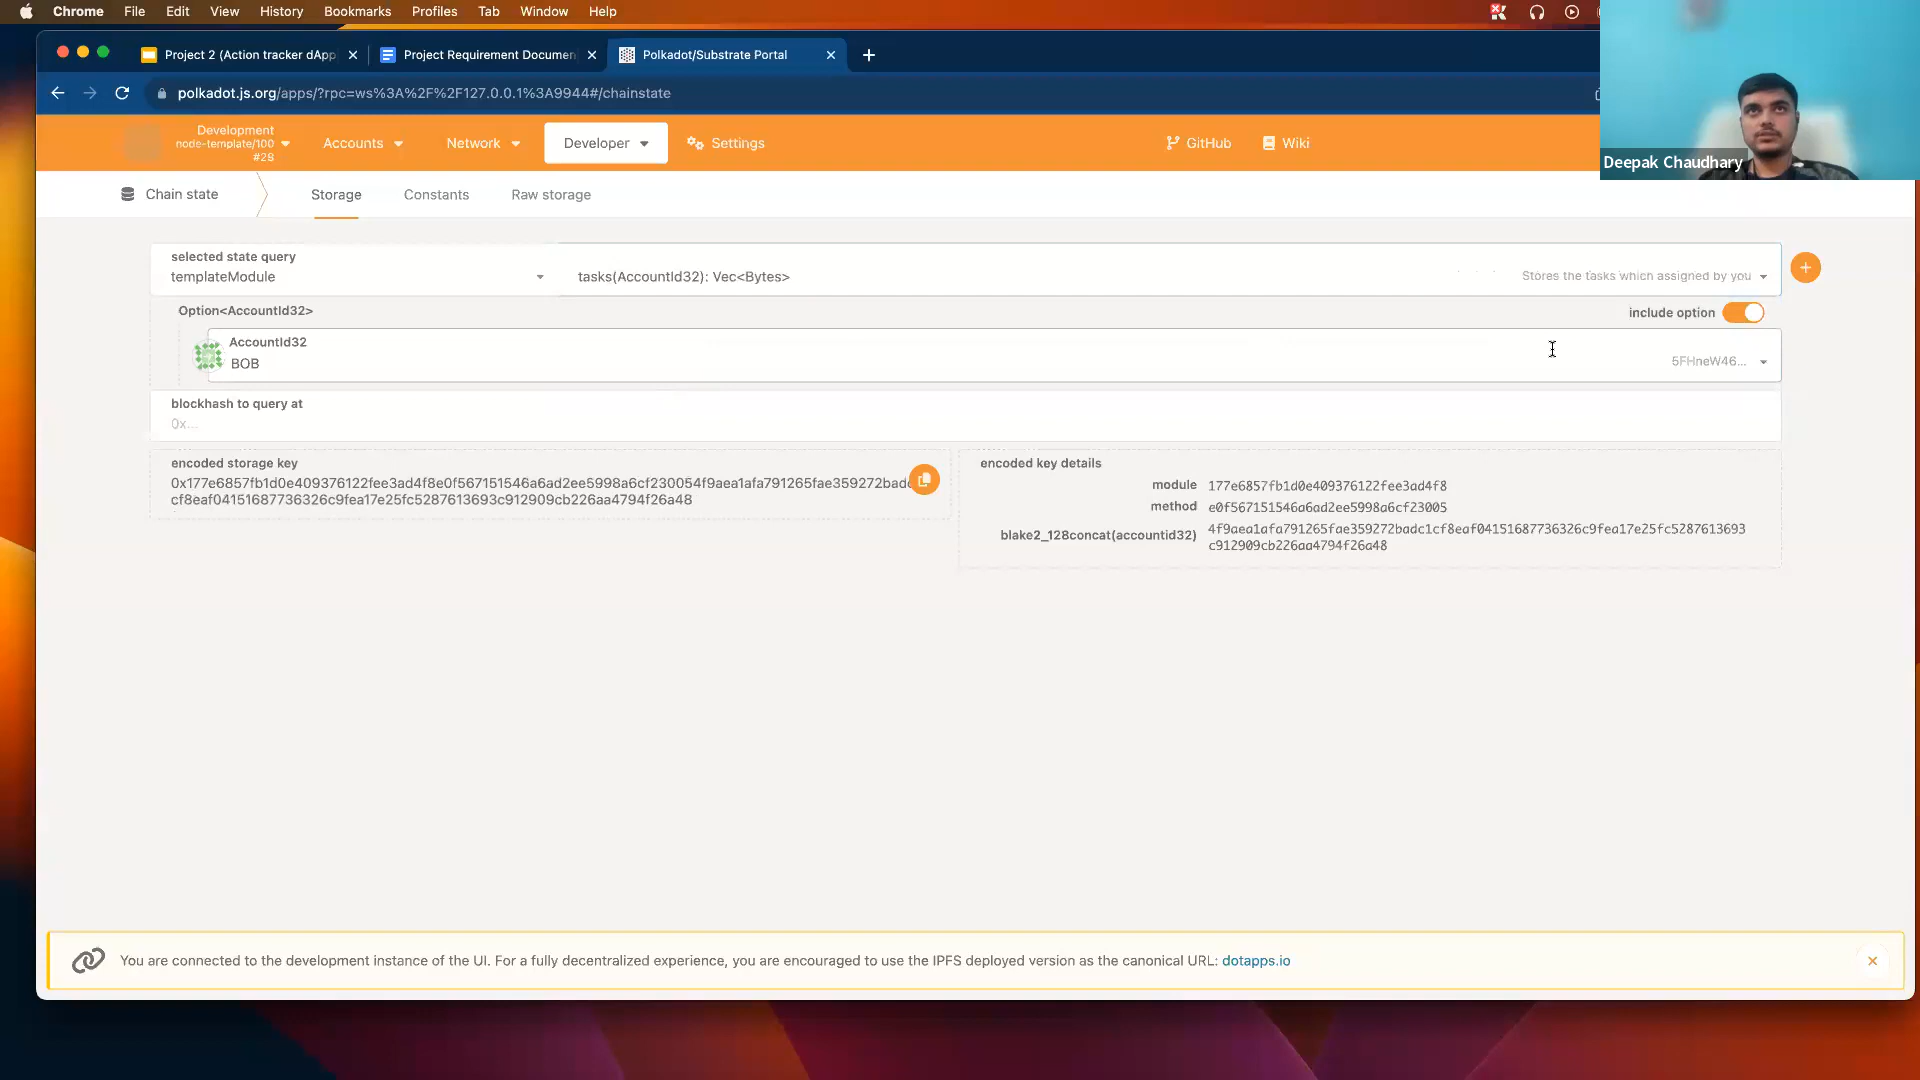 Chrome File Edit View History Bookmarks Profiles Tab Window Help
Project 2 (Action tracker dApp
Project Requirement Documen
Polkadot/Substrate Portal
polkadot.js.org/apps/?rpc=ws%3A%2F%2F127.0.0.1%3A9944#/chainstate
Development
node-template/100
#28
Accounts
Network
Developer
Settings
GitHub
Wiki
Deepak Chaudhary
Chain state
Storage
Constants
Raw storage
selected state query
templateModule
tasks(AccountId32): Vec<Bytes>
Stores the tasks which assigned by you
Option<AccountId32>
include option
AccountId32
BOB
5FHneW46...
blockhash to query at
0x...
encoded storage key
0x177e6857fb1d0e409376122fee3ad4f8e0f567151546a6ad2ee5998a6cf230054f9aea1afa791265fae359272badc
cf8eaf04151687736326c9fea17e25fc5287613693c912909cb226aa4794f26a48
encoded key details
module 177e6857fb1d0e409376122fee3ad4f8
method e0f567151546a6ad2ee5998a6cf23005
blake2_128concat(accountid32) 4f9aea1afa791265fae359272badc1cf8eaf04151687736326c9fea17e25fc5287613693
c912909cb226aa4794f26a48
You are connected to the development instance of the UI. For a fully decentralized experience, you are encouraged to use the IPFS deployed version as the canonical URL: dotapps.io